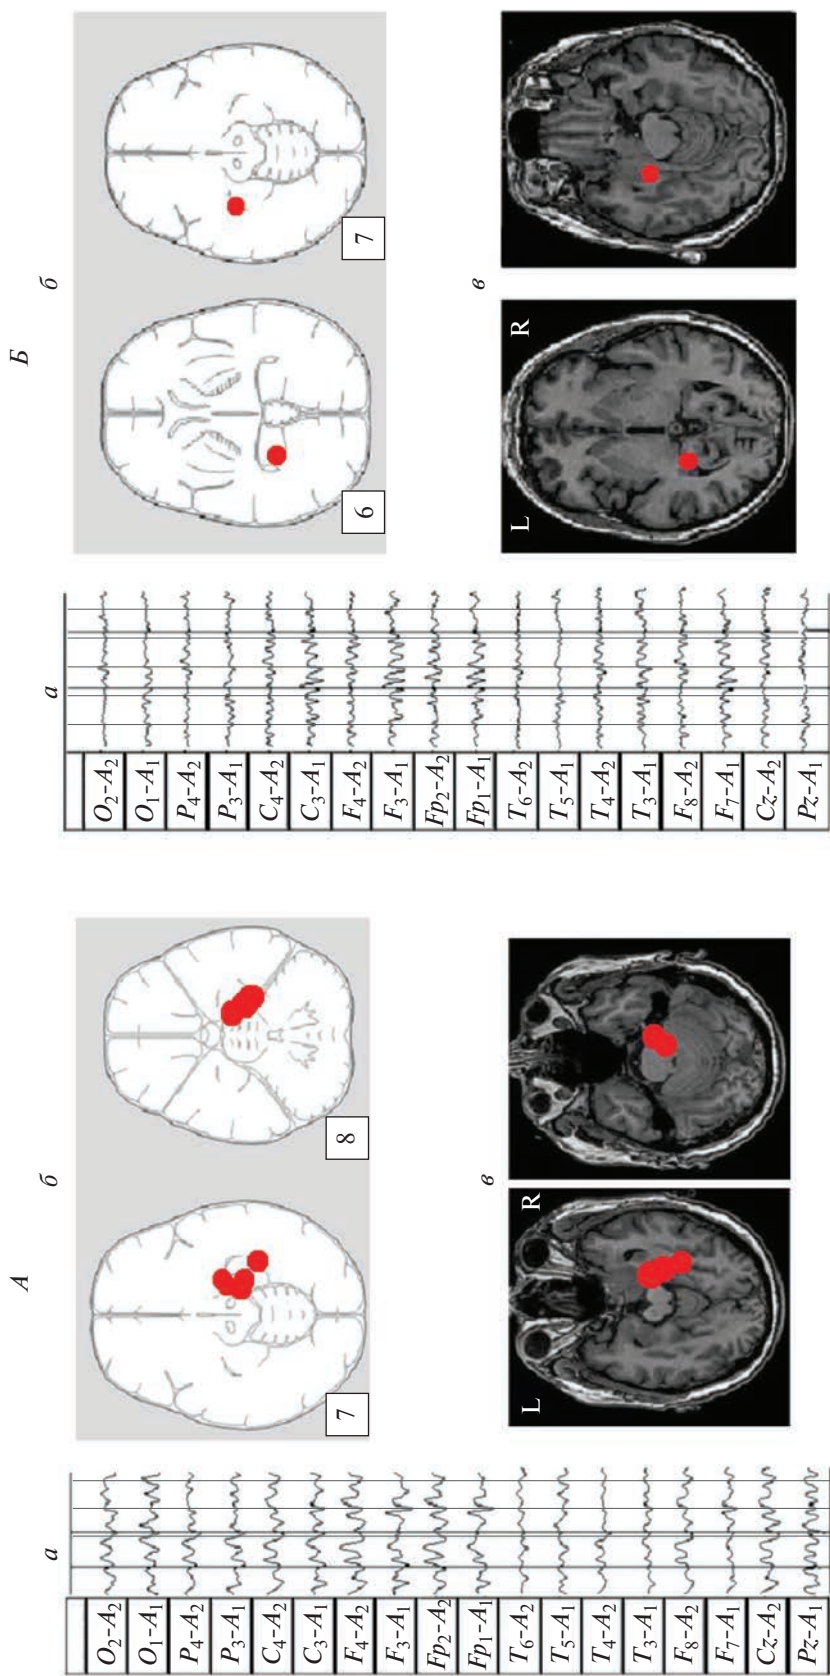 А
а
O₂-A₂
O₁-A₁
P₄-A₂
P₃-A₁
C₄-A₂
C₃-A₁
F₄-A₂
F₃-A₁
Fp₂-A₂
Fp₁-A₁
T₆-A₂
T₅-A₁
T₄-A₂
T₃-A₁
F₈-A₂
F₇-A₁
Cz-A₂
Pz-A₁
б
7
8
в
L
R
Б
а
O₂-A₂
O₁-A₁
P₄-A₂
P₃-A₁
C₄-A₂
C₃-A₁
F₄-A₂
F₃-A₁
Fp₂-A₂
Fp₁-A₁
T₆-A₂
T₅-A₁
T₄-A₂
T₃-A₁
F₈-A₂
F₇-A₁
Cz-A₂
Pz-A₁
б
6
7
в
L
R